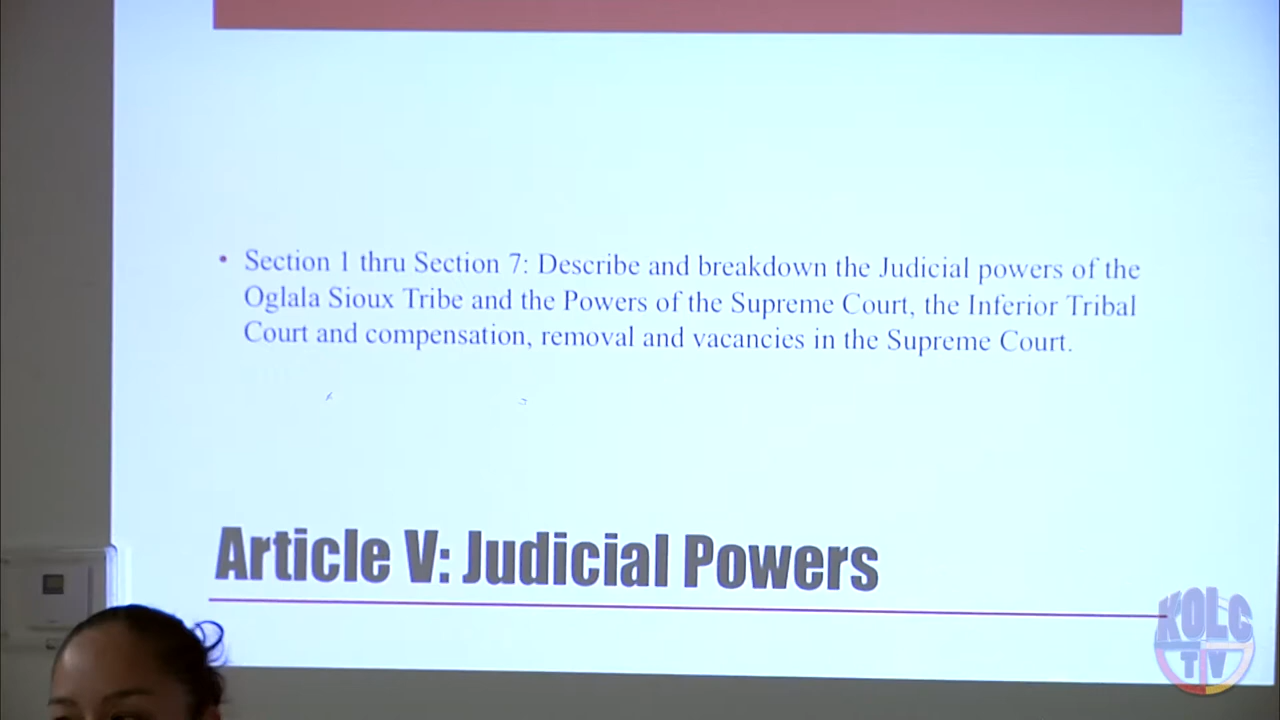 • Section 1 thru Section 7: Describe and breakdown the Judicial powers of the
Oglala Sioux Tribe and the Powers of the Supreme Court, the Inferior Tribal
Court and compensation, removal and vacancies in the Supreme Court.
Article V: Judicial Powers
KOLC
TV